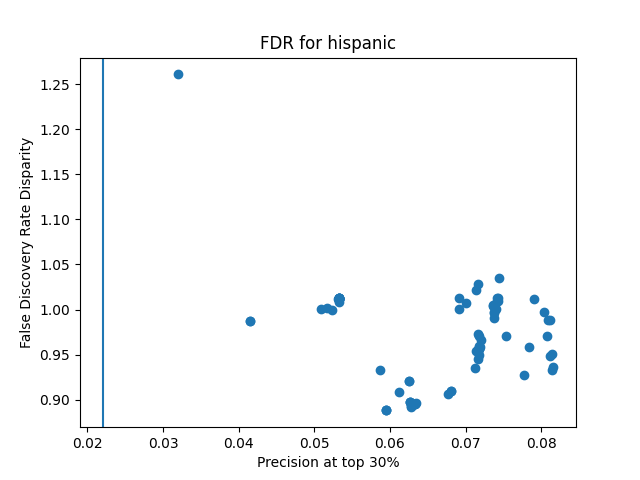 FDR for hispanic
False Discovery Rate Disparity
1.25
1.20
1.15
1.10
1.05
1.00
0.95
0.90
0.02 0.03 0.04 0.05 0.06 0.07 0.08
Precision at top 30%